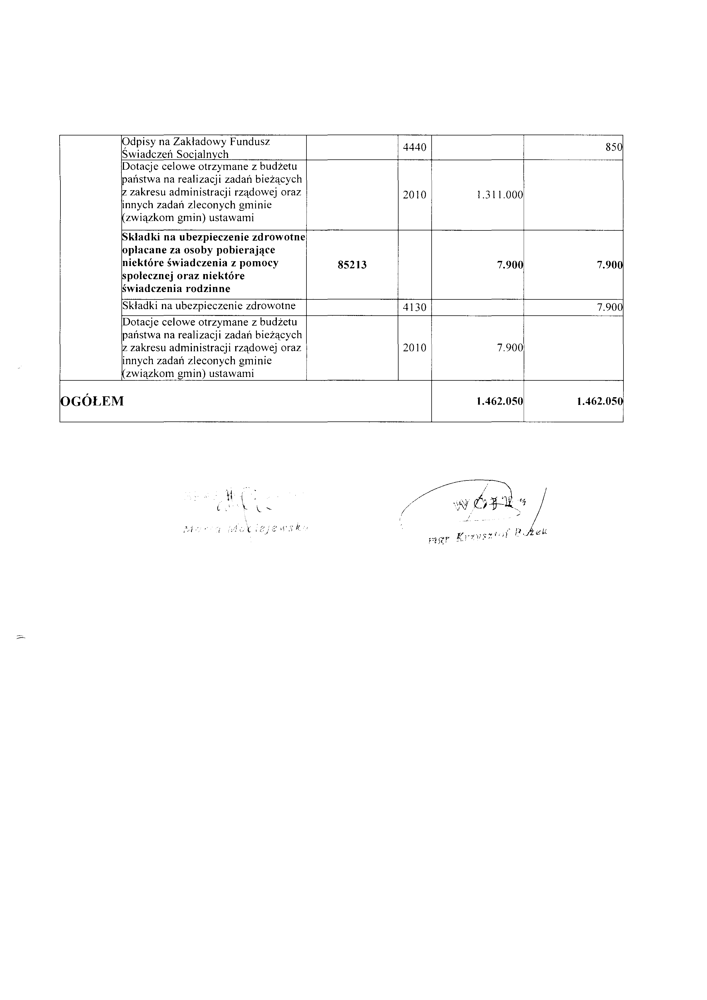 Odpisy na Zakładowy Fundusz
Świadczeń Socjalnych
4440
850
Dotacje celowe otrzymane z budżetu
państwa na realizacji zadań bieżących
z zakresu administracji rządowej oraz
innych zadań zleconych gminie
(związkom gmin) ustawami
2010
1.311.000
Składki na ubezpieczenie zdrowotne
opłacane za osoby pobierające
niektóre świadczenia z pomocy
społecznej oraz niektóre
świadczenia rodzinne
85213
7.900
7.900
Składki na ubezpieczenie zdrowotne
4130
7.900
Dotacje celowe otrzymane z budżetu
państwa na realizacji zadań bieżących
z zakresu administracji rządowej oraz
innych zadań zleconych gminie
(związkom gmin) ustawami
2010
7.900
OGÓŁEM
1.462.050
1.462.050
mgr Krzysztof